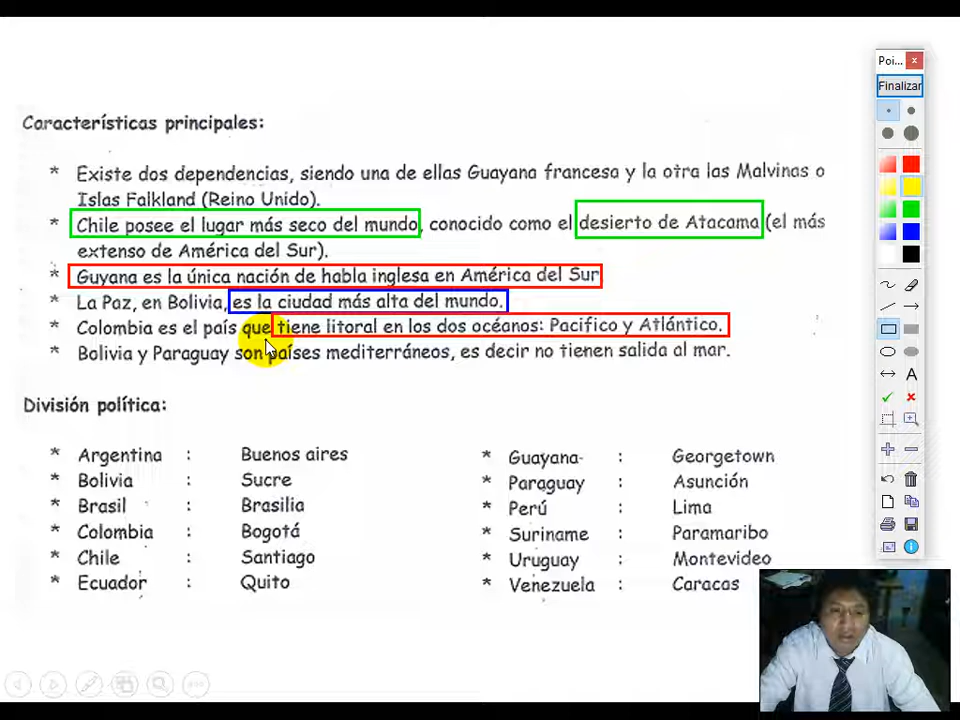 Poi...
Finalizar
Características principales:
* Existe dos dependencias, siendo una de ellas Guayana francesa y la otra las Malvinas o
Islas Falkland (Reino Unido).
* Chile posee el lugar más seco del mundo, conocido como el desierto de Atacama (el más
extenso de América del Sur).
* Guyana es la única nación de habla inglesa en América del Sur
* La Paz, en Bolivia, es la ciudad más alta del mundo.
* Colombia es el país que tiene litoral en los dos océanos: Pacifico y Atlántico.
* Bolivia y Paraguay son países mediterráneos, es decir no tienen salida al mar.
División política:
* Argentina : Buenos aires
* Bolivia : Sucre
* Brasil : Brasilia
* Colombia : Bogotá
* Chile : Santiago
* Ecuador : Quito
* Guayana : Georgetown
* Paraguay : Asunción
* Perú : Lima
* Suriname : Paramaribo
* Uruguay : Montevideo
* Venezuela : Caracas
A